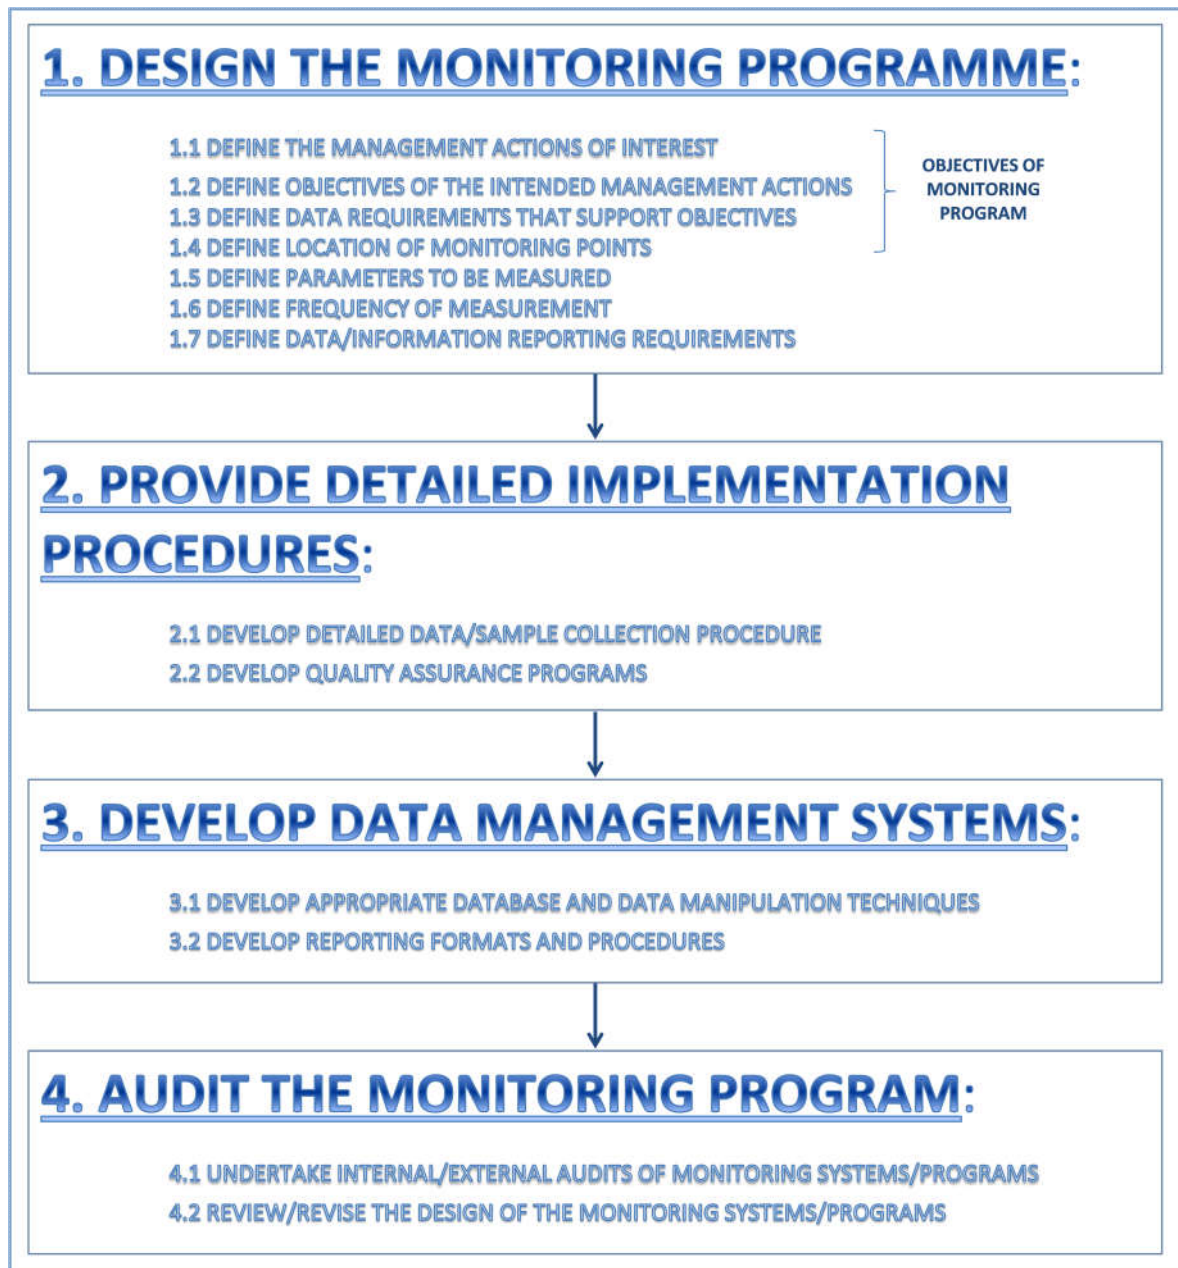 1. DESIGN THE MONITORING PROGRAMME:
1.1 DEFINE THE MANAGEMENT ACTIONS OF INTEREST
1.2 DEFINE OBJECTIVES OF THE INTENDED MANAGEMENT ACTIONS
1.3 DEFINE DATA REQUIREMENTS THAT SUPPORT OBJECTIVES
1.4 DEFINE LOCATION OF MONITORING POINTS
1.5 DEFINE PARAMETERS TO BE MEASURED
1.6 DEFINE FREQUENCY OF MEASUREMENT
1.7 DEFINE DATA/INFORMATION REPORTING REQUIREMENTS
OBJECTIVES OF
MONITORING
PROGRAM
2. PROVIDE DETAILED IMPLEMENTATION
PROCEDURES:
2.1 DEVELOP DETAILED DATA/SAMPLE COLLECTION PROCEDURE
2.2 DEVELOP QUALITY ASSURANCE PROGRAMS
3. DEVELOP DATA MANAGEMENT SYSTEMS:
3.1 DEVELOP APPROPRIATE DATABASE AND DATA MANIPULATION TECHNIQUES
3.2 DEVELOP REPORTING FORMATS AND PROCEDURES
4. AUDIT THE MONITORING PROGRAM:
4.1 UNDERTAKE INTERNAL/EXTERNAL AUDITS OF MONITORING SYSTEMS/PROGRAMS
4.2 REVIEW/REVISE THE DESIGN OF THE MONITORING SYSTEMS/PROGRAMS